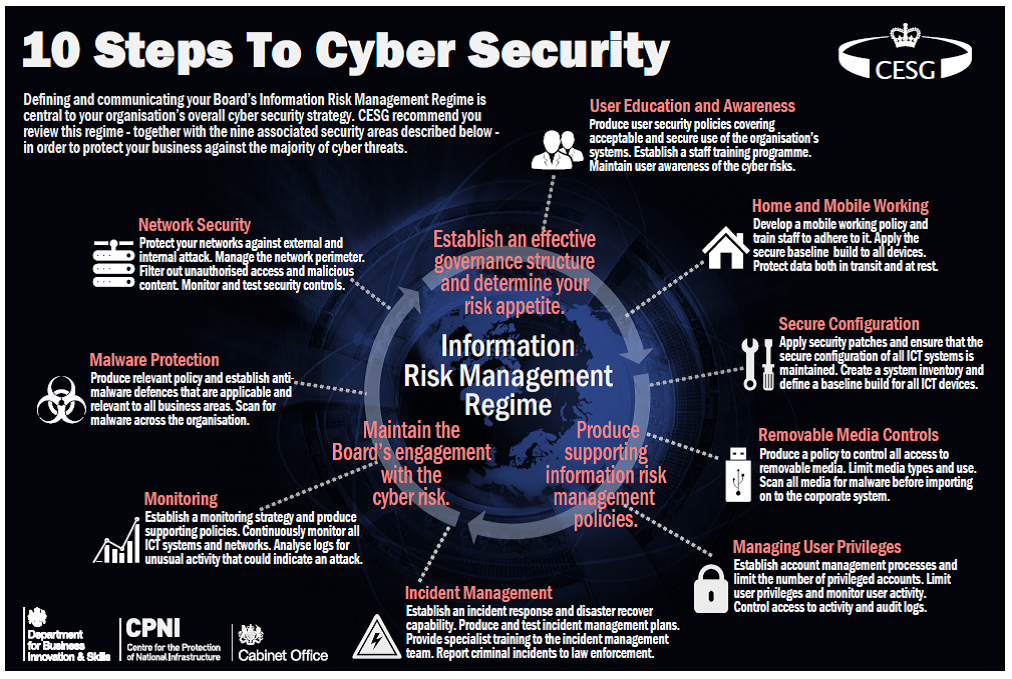 10 Steps To Cyber Security
CESG
Defining and communicating your Board's Information Risk Management Regime is
central to your organisation's overall cyber security strategy. CESG recommend you
review this regime - together with the nine associated security areas described below -
in order to protect your business against the majority of cyber threats.
User Education and Awareness
Produce user security policies covering
acceptable and secure use of the organisation's
systems. Establish a staff training programme.
Maintain user awareness of the cyber risks.
Home and Mobile Working
Develop a mobile working policy and
train staff to adhere to it. Apply the
secure baseline build to all devices.
Protect data both in transit and at rest.
Secure Configuration
Apply security patches and ensure that the
secure configuration of all ICT systems is
maintained. Create a system inventory and
define a baseline build for all ICT devices.
Removable Media Controls
Produce a policy to control all access to
removable media. Limit media types and use.
Scan all media for malware before importing
on to the corporate system.
Managing User Privileges
Establish account management processes and
limit the number of privileged accounts. Limit
user privileges and monitor user activity.
Control access to activity and audit logs.
Incident Management
Establish an incident response and disaster recover
capability. Produce and test incident management plans.
Provide specialist training to the incident management
team. Report criminal incidents to law enforcement.
Monitoring
Establish a monitoring strategy and produce
supporting policies. Continuously monitor all
ICT systems and networks. Analyse logs for
unusual activity that could indicate an attack.
Malware Protection
Produce relevant policy and establish anti-
malware defences that are applicable and
relevant to all business areas. Scan for
malware across the organisation.
Network Security
Protect your networks against external and
internal attack. Manage the network perimeter.
Filter out unauthorised access and malicious
content. Monitor and test security controls.
Establish an effective
governance structure
and determine your
risk appetite.
Information
Risk Management
Regime
Maintain the
Board's engagement
with the
cyber risk.
Produce
supporting
information risk
management
policies.
Department
for Business
Innovation & Skills
CPNI
Centre for the Protection
of National Infrastructure
Cabinet Office